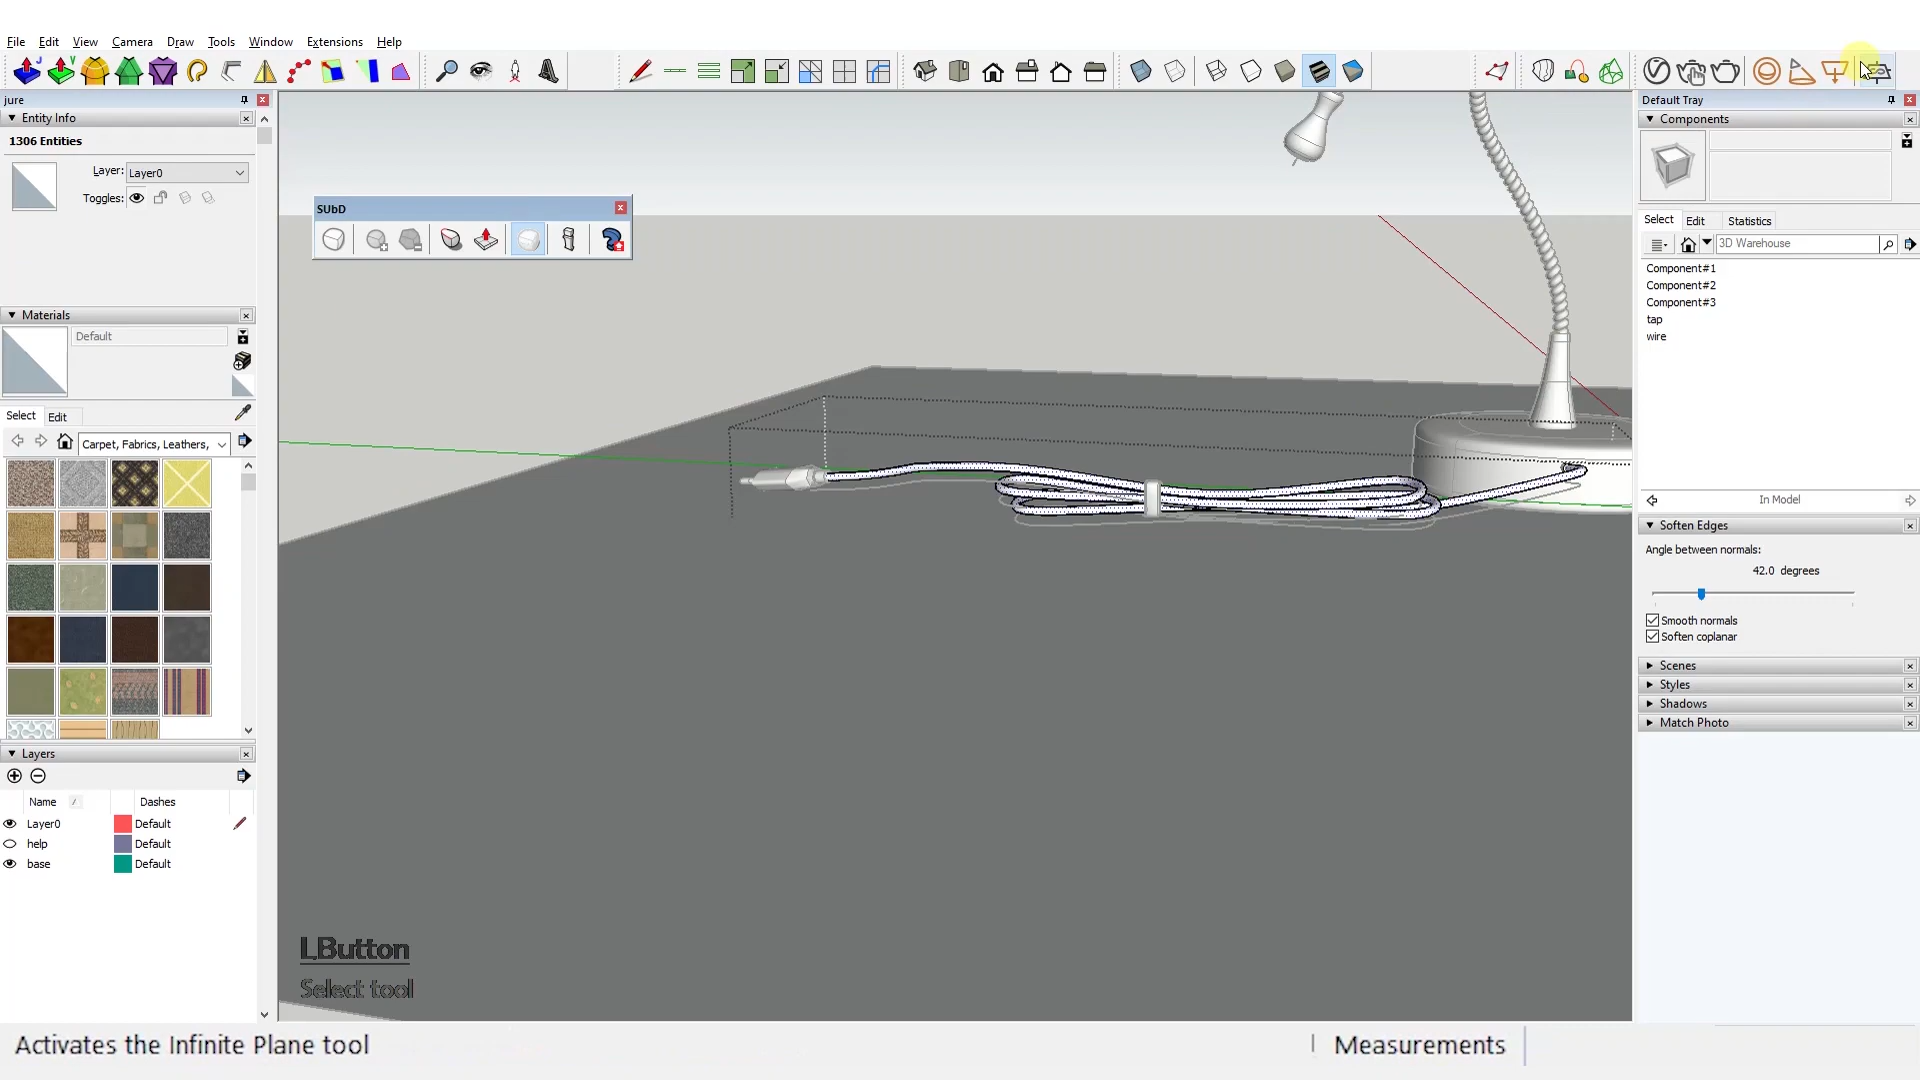 File Edit View Camera Draw Tools Window Extensions Help
jure
Entity Info
1306 Entities
Layer: Layer0
Toggles:
Materials
Default
Select Edit
Carpet, Fabrics, Leathers,
Layers
Name Dashes
Layer0 Default
help Default
base Default
SUbD
LButton
Select tool
Default Tray
Components
Select Edit Statistics
3D Warehouse
Component#1
Component#2
Component#3
tap
wire
In Model
Soften Edges
Angle between normals:
42.0 degrees
Smooth normals
Soften coplanar
Scenes
Styles
Shadows
Match Photo
Activates the Infinite Plane tool
Measurements